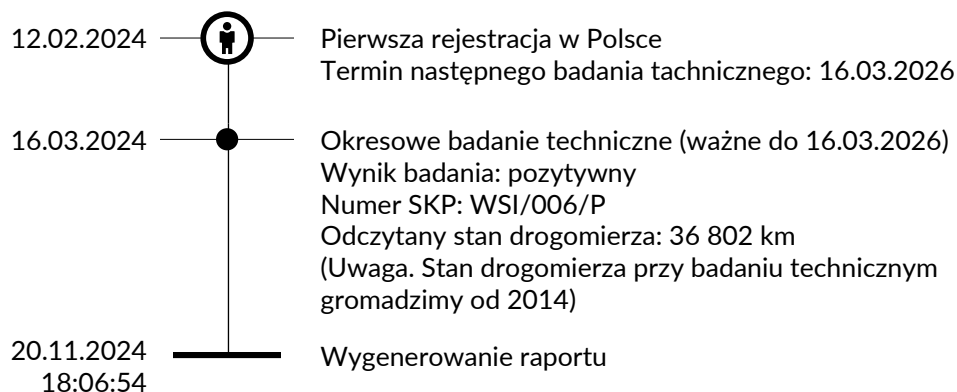 12.02.2024
Pierwsza rejestracja w Polsce
Termin następnego badania tachnicznego: 16.03.2026
16.03.2024
Okresowe badanie techniczne (ważne do 16.03.2026)
Wynik badania: pozytywny
Numer SKP: WSI/006/P
Odczytany stan drogomierza: 36 802 km
(Uwaga. Stan drogomierza przy badaniu technicznym
gromadzimy od 2014)
20.11.2024
18:06:54
Wygenerowanie raportu